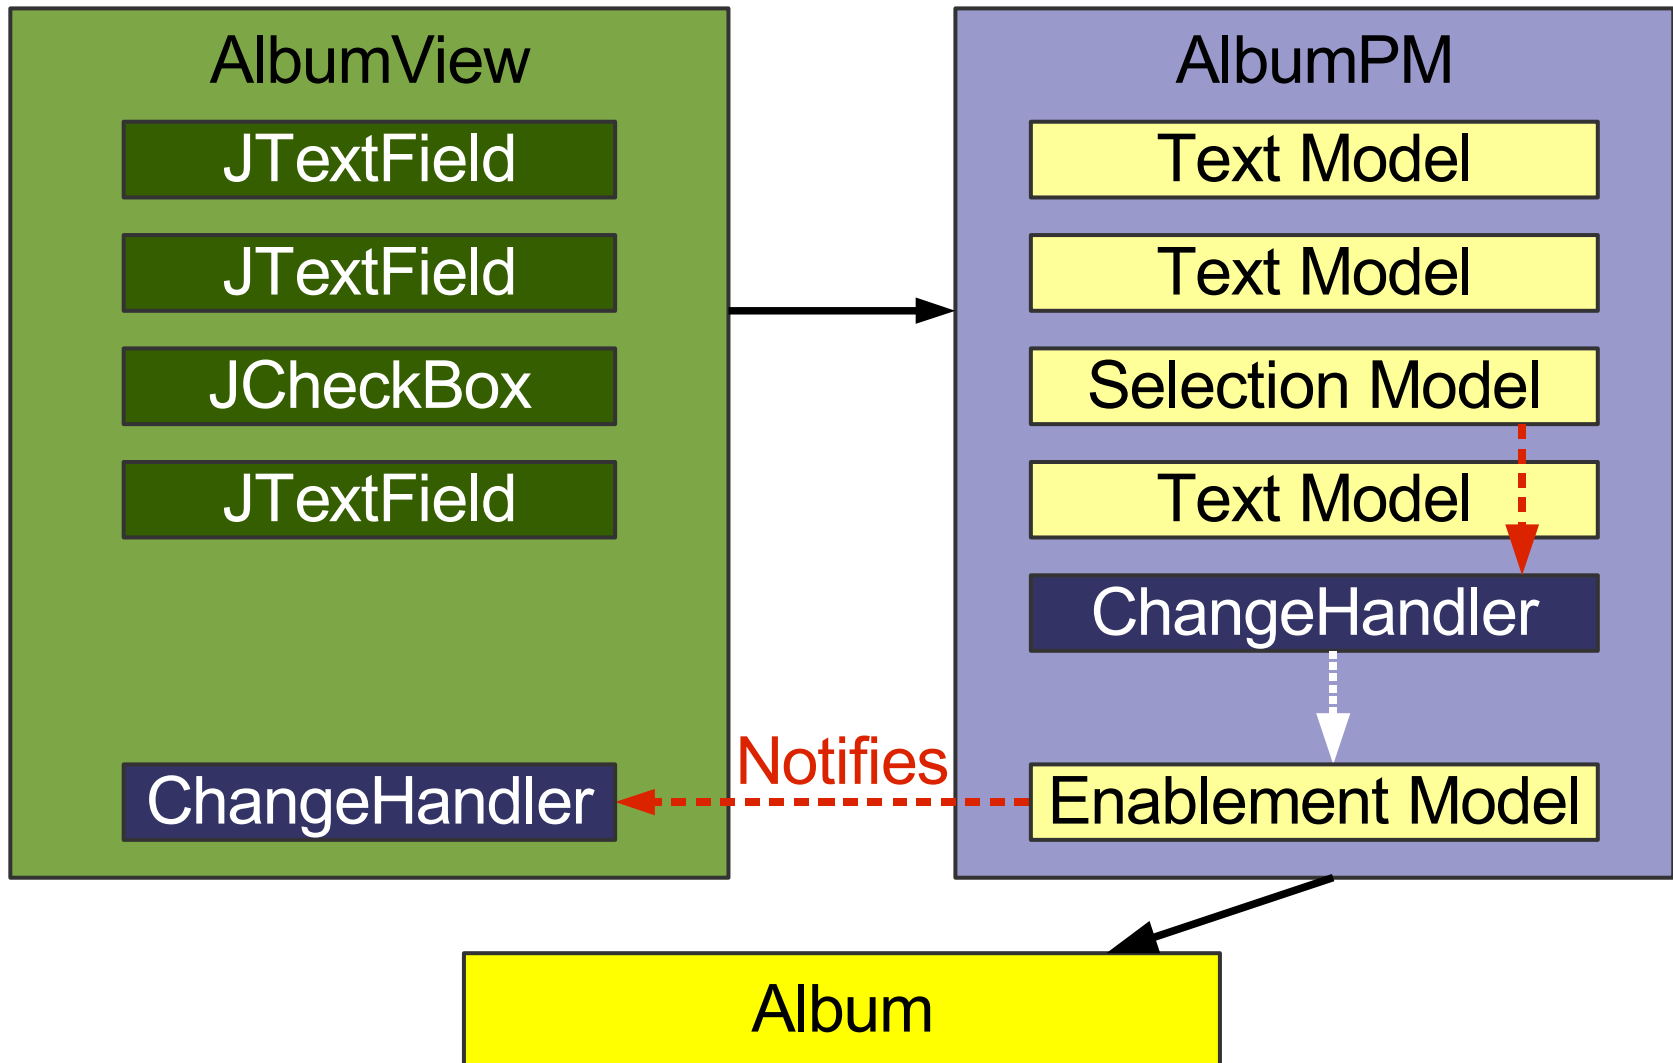 AlbumView
JTextField
JTextField
JCheckBox
JTextField
ChangeHandler
Notifies
AlbumPM
Text Model
Text Model
Selection Model
Text Model
ChangeHandler
Enablement Model
Album